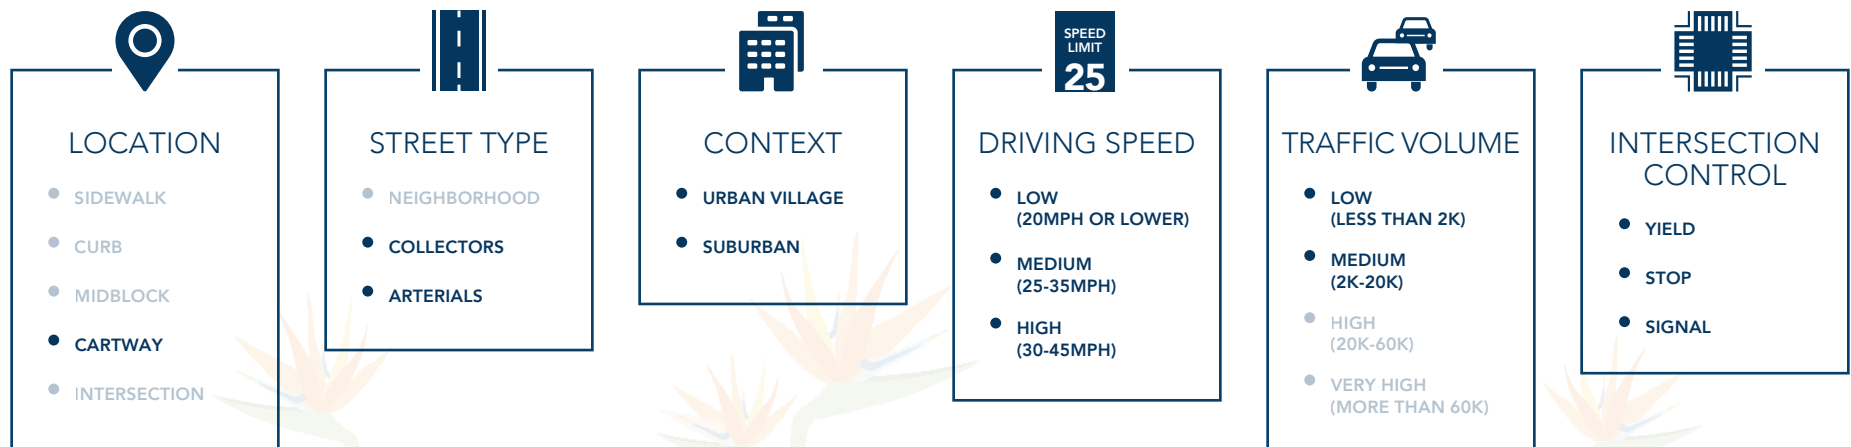 LOCATION
SIDEWALK
CURB
MIDBLOCK
CARTWAY
INTERSECTION
STREET TYPE
NEIGHBORHOOD
COLLECTORS
ARTERIALS
CONTEXT
URBAN VILLAGE
SUBURBAN
SPEED
LIMIT
25
DRIVING SPEED
LOW
(20MPH OR LOWER)
MEDIUM
(25-35MPH)
HIGH
(30-45MPH)
TRAFFIC VOLUME
LOW
(LESS THAN 2K)
MEDIUM
(2K-20K)
HIGH
(20K-60K)
VERY HIGH
(MORE THAN 60K)
INTERSECTION
CONTROL
YIELD
STOP
SIGNAL